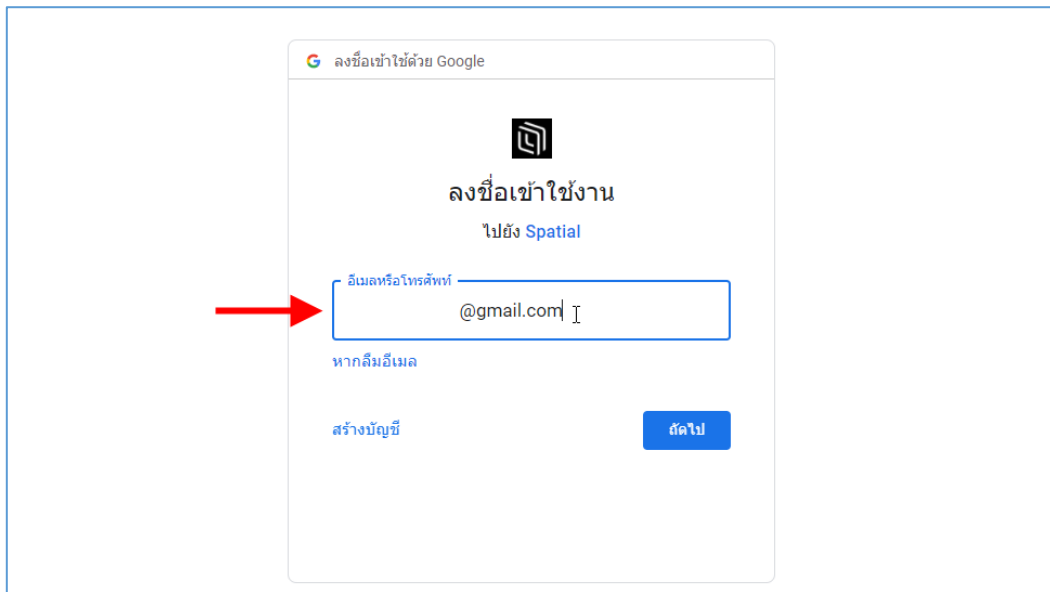 ลงชื่อเข้าใช้ด้วย Google
ลงชื่อเข้าใช้งาน
ไปยัง Spatial
อีเมลหรือโทรศัพท์
@gmail.com
หากลืมอีเมล
สร้างบัญชี
ถัดไป